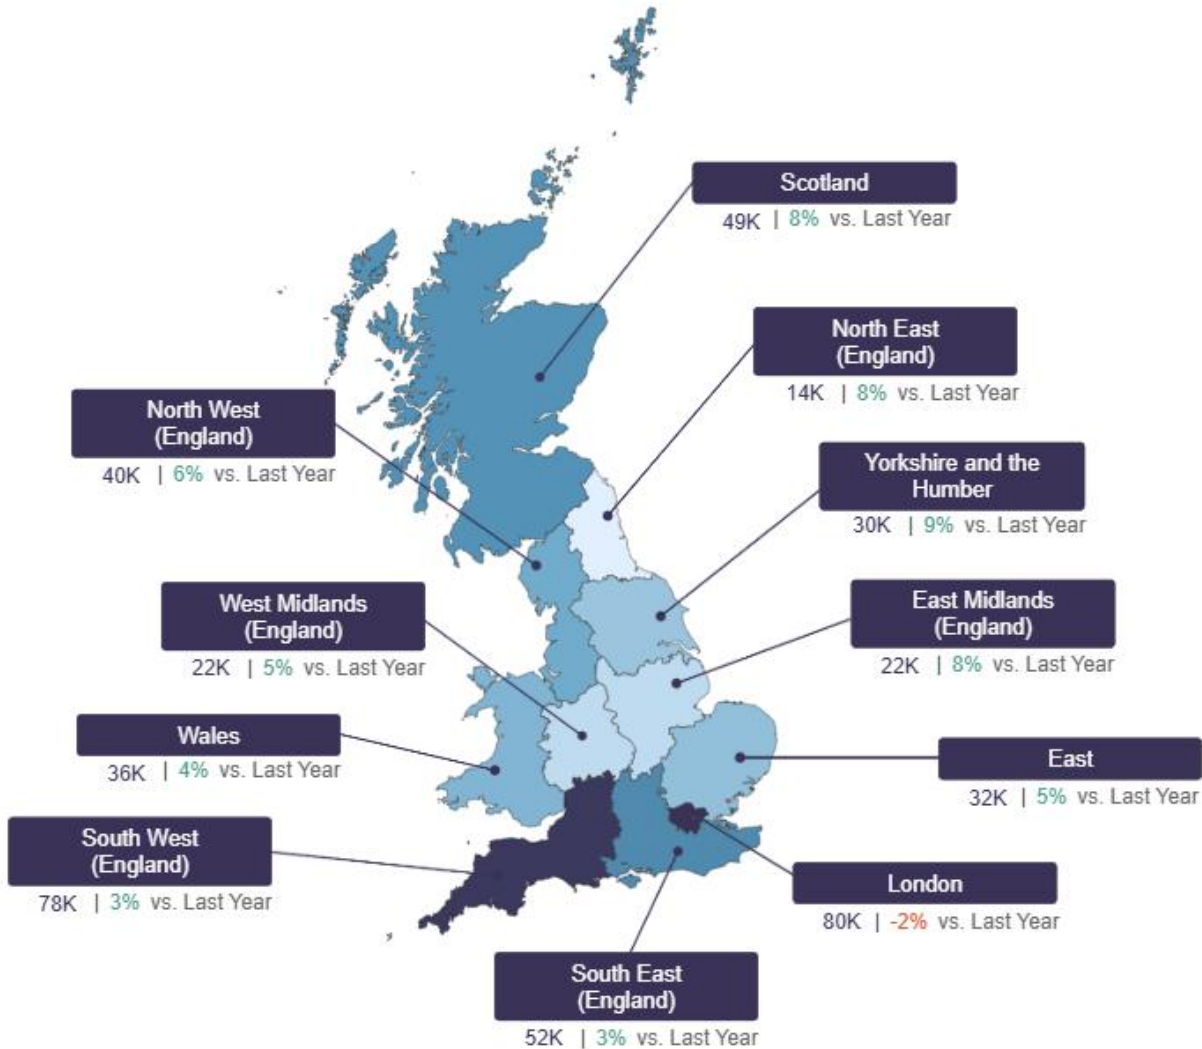 Scotland
49K | 8% vs. Last Year
North East
(England)
14K | 8% vs. Last Year
North West
(England)
40K | 6% vs. Last Year
Yorkshire and the
Humber
30K | 9% vs. Last Year
West Midlands
(England)
22K | 5% vs. Last Year
East Midlands
(England)
22K | 8% vs. Last Year
Wales
36K | 4% vs. Last Year
East
32K | 5% vs. Last Year
South West
(England)
78K | 3% vs. Last Year
London
80K | -2% vs. Last Year
South East
(England)
52K | 3% vs. Last Year